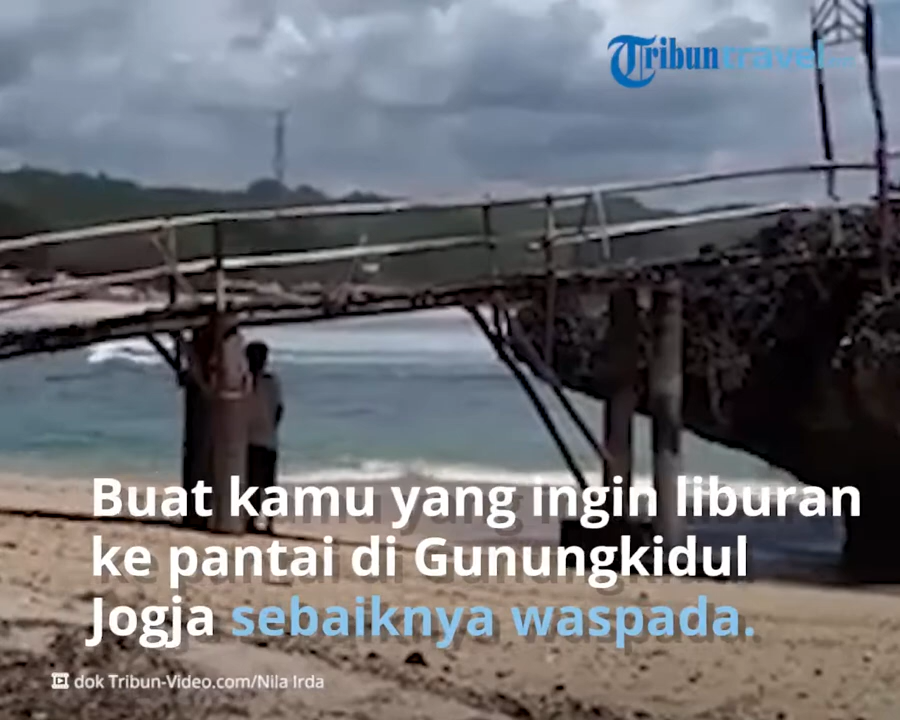 Tribuntravel
Buat kamu yang ingin liburan
ke pantai di Gunungkidul
Jogja sebaiknya waspada.
dok Tribun-Video.com/Nila Irda